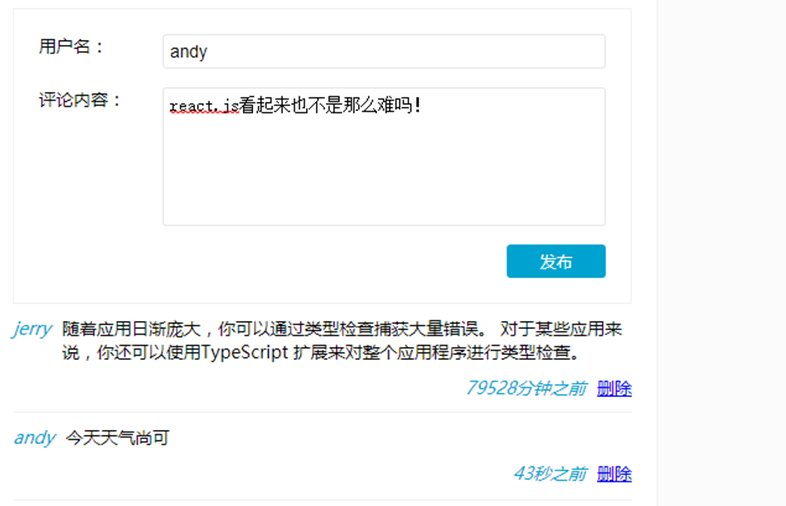 用户名：
andy
评论内容：
react.js看起来也不是那么难吗!
发布
jerry 随着应用日渐庞大，你可以通过类型检查捕获大量错误。 对于某些应用来
说，你还可以使用TypeScript 扩展来对整个应用程序进行类型检查。
79528分钟之前 删除
andy 今天天气尚可
43秒之前 删除